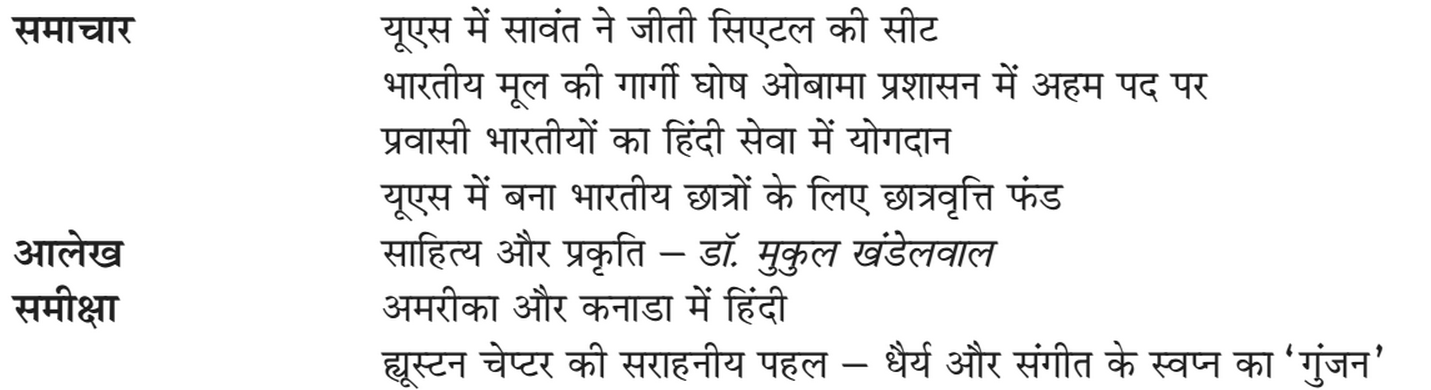 समाचार यूएस में सावंत ने जीती सिएटल की सीट
भारतीय मूल की गार्गी घोष ओबामा प्रशासन में अहम पद पर
प्रवासी भारतीयों का हिंदी सेवा में योगदान
यूएस में बना भारतीय छात्रों के लिए छात्रवृत्ति फंड
आलेख साहित्य और प्रकृति – डॉ. मुकुल खंडेलवाल
समीक्षा अमरीका और कनाडा में हिंदी
ह्यूस्टन चेप्टर की सराहनीय पहल – धैर्य और संगीत के स्वप्न का ‘गुंजन’